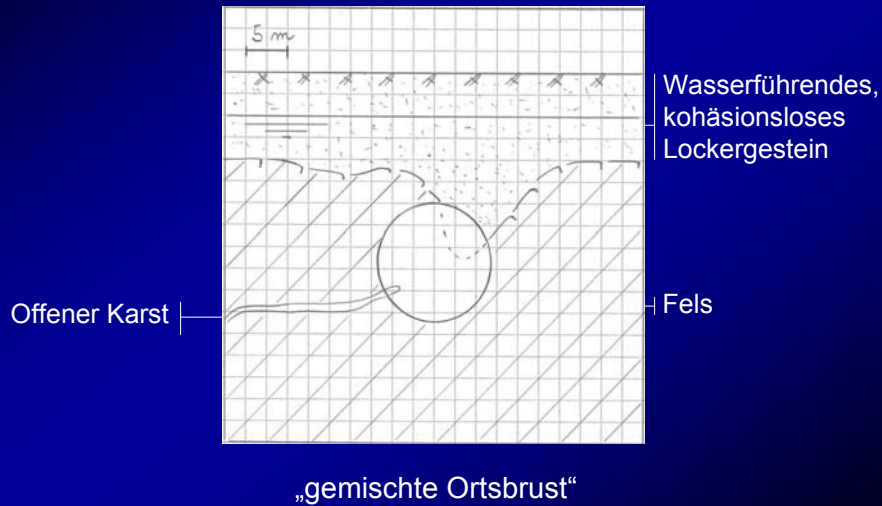 5 m
Wasserführendes,
kohäsionsloses
Lockergestein
Offener Karst
Fels
„gemischte Ortsbrust“